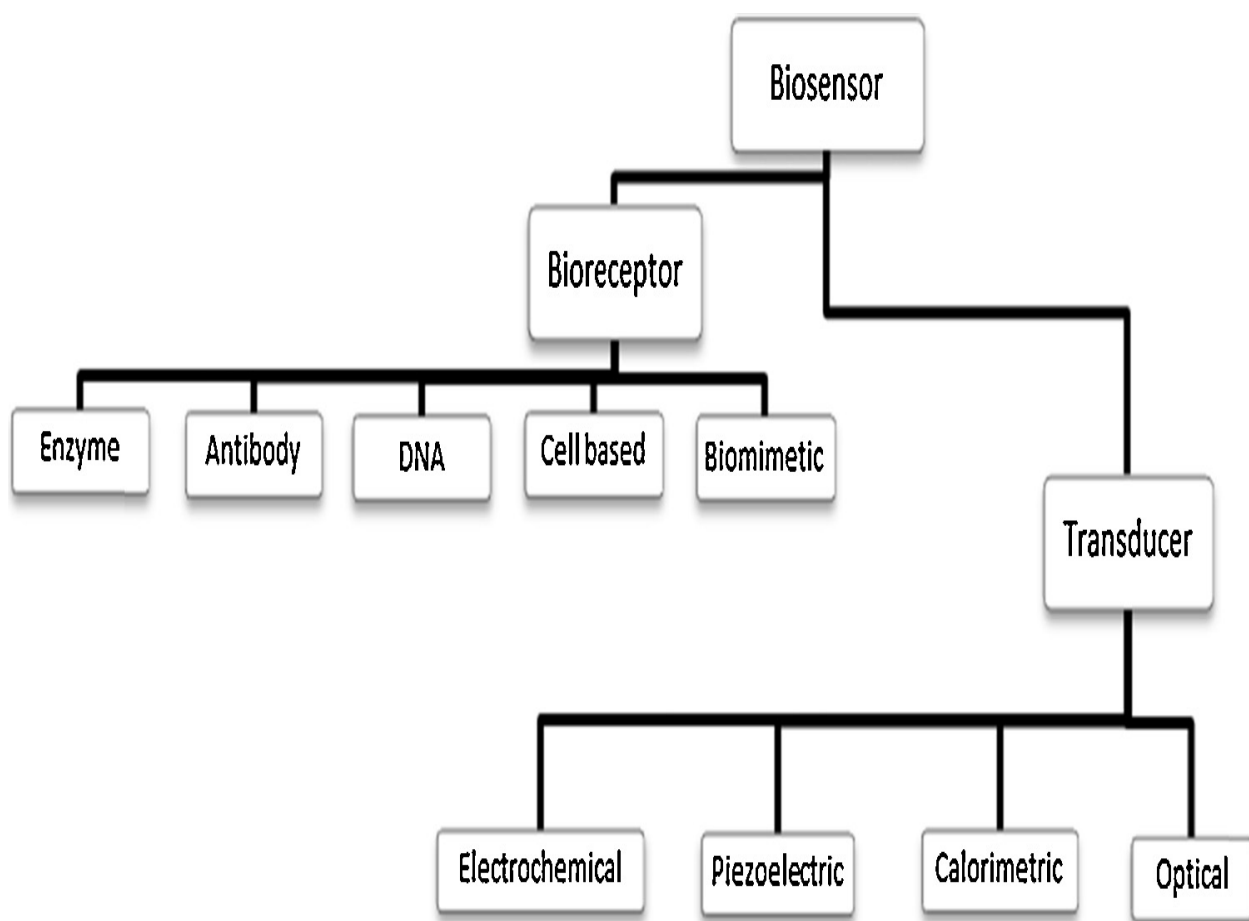 Biosensor
Bioreceptor
Enzyme
Antibody
DNA
Cell based
Biomimetic
Transducer
Electrochemical
Piezoelectric
Calorimetric
Optical